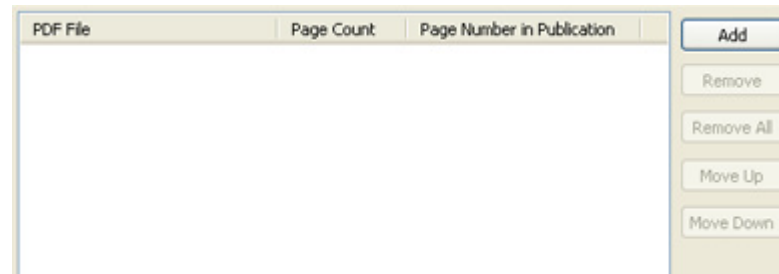 PDF File Page Count Page Number in Publication
Add
Remove
Remove All
Move Up
Move Down